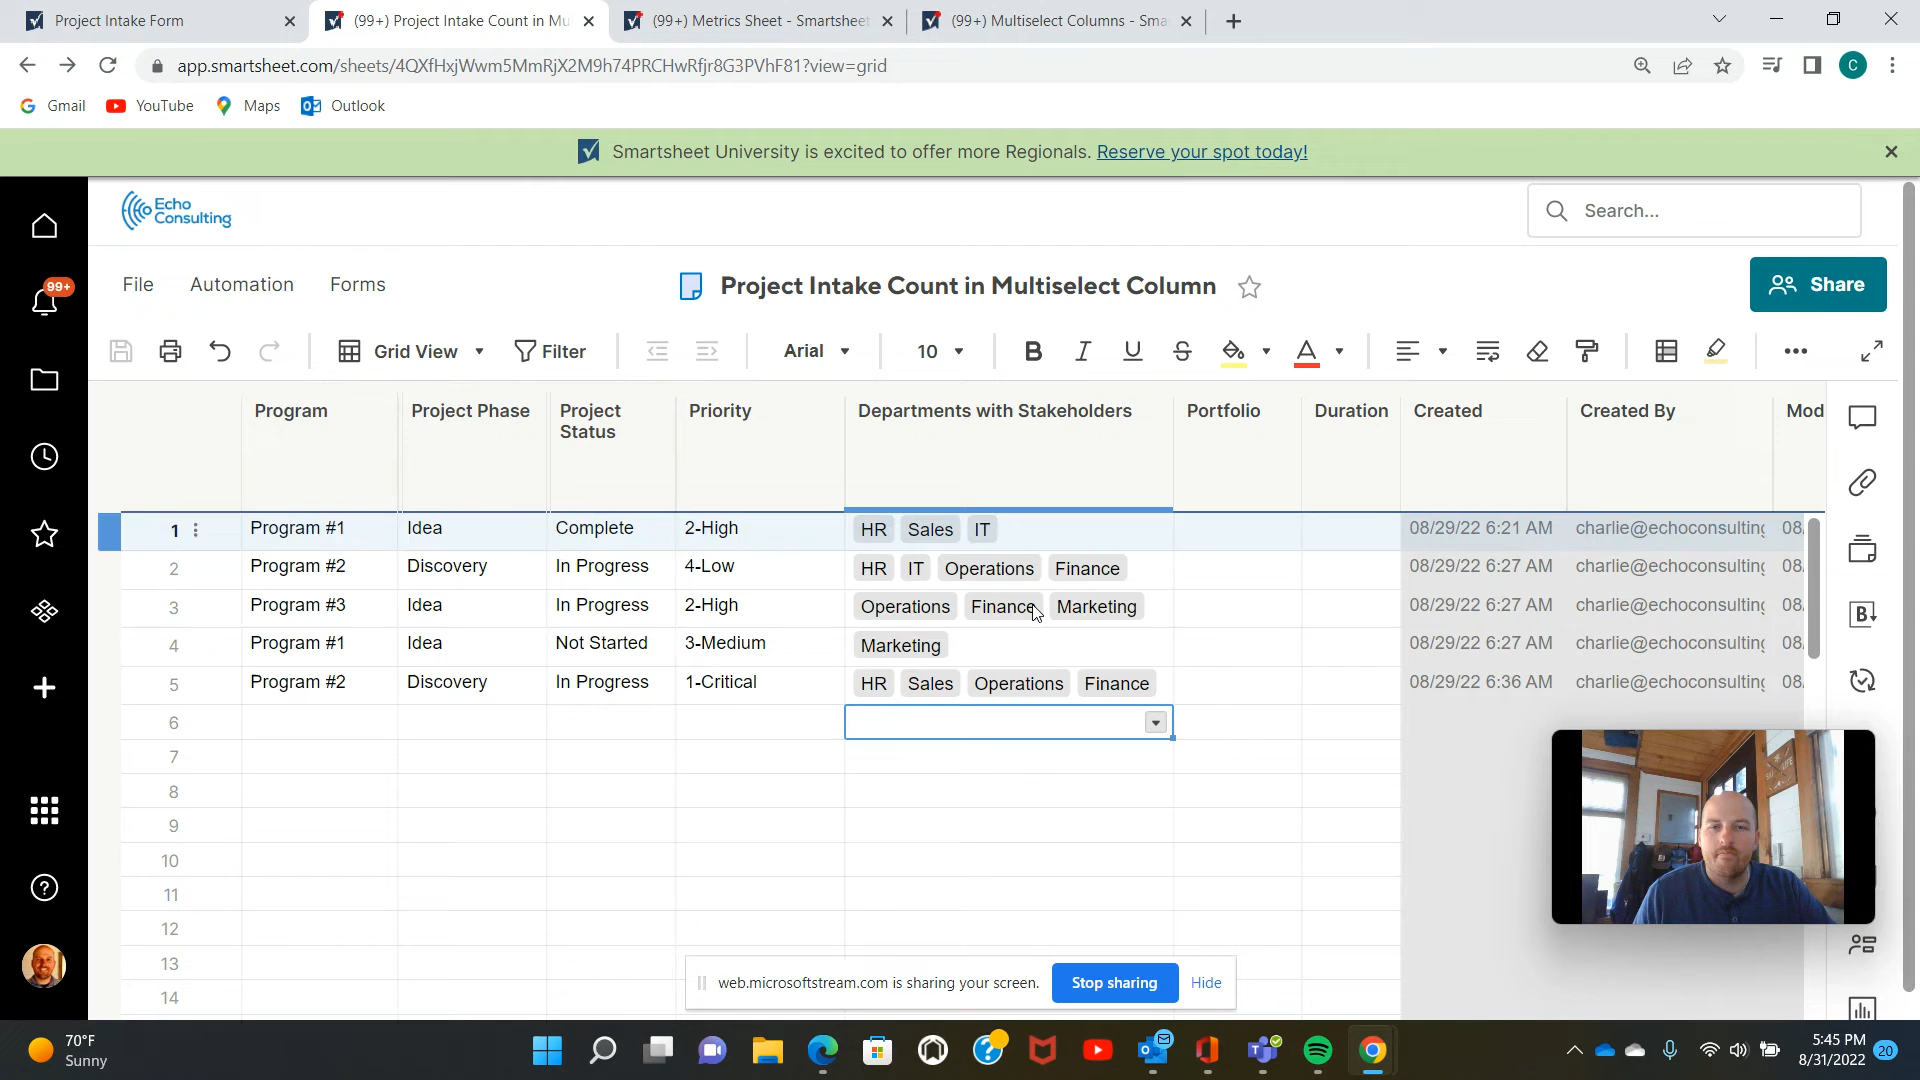 Project Intake Form
(99+) Project Intake Count in Mu
(99+) Metrics Sheet - Smartsheet
(99+) Multiselect Columns - Sma
app.smartsheet.com/sheets/4QXfHxjWwm5MmRjX2M9h74PRCHwRfjr8G3PVhF81?view=grid
C
Gmail YouTube Maps Outlook
Smartsheet University is excited to offer more Regionals. Reserve your spot today!
Echo Consulting
Search...
99+
File Automation Forms
Project Intake Count in Multiselect Column
Share
Grid View Filter Arial 10 B I U S A
Program Project Phase Project Status Priority Departments with Stakeholders Portfolio Duration Created Created By Mod
1 Program #1 Idea Complete 2-High HR Sales IT 08/29/22 6:21 AM charlie@echoconsulting 08/
2 Program #2 Discovery In Progress 4-Low HR IT Operations Finance 08/29/22 6:27 AM charlie@echoconsulting 08/
3 Program #3 Idea In Progress 2-High Operations Finance Marketing 08/29/22 6:27 AM charlie@echoconsulting 08/
4 Program #1 Idea Not Started 3-Medium Marketing 08/29/22 6:27 AM charlie@echoconsulting 08/
5 Program #2 Discovery In Progress 1-Critical HR Sales Operations Finance 08/29/22 6:36 AM charlie@echoconsulting 08/
6
7
8
9
10
11
12
13
14
web.microsoftstream.com is sharing your screen. Stop sharing Hide
70°F
Sunny
5:45 PM
8/31/2022
20